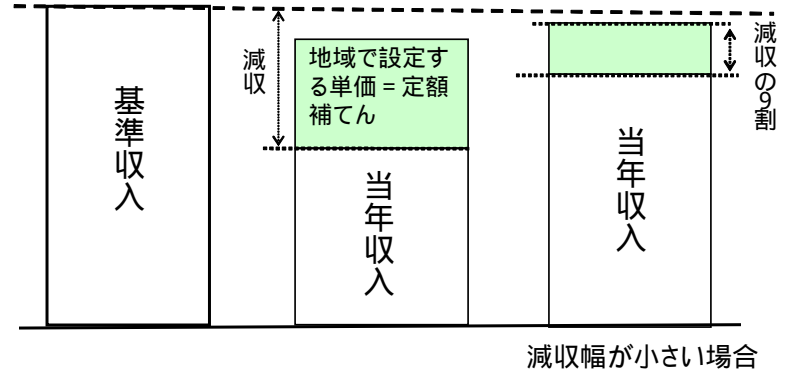 基準収入
減収
地域で設定す
る単価 = 定額
補てん
当年収入
当年収入
減収の9割
減収幅が小さい場合